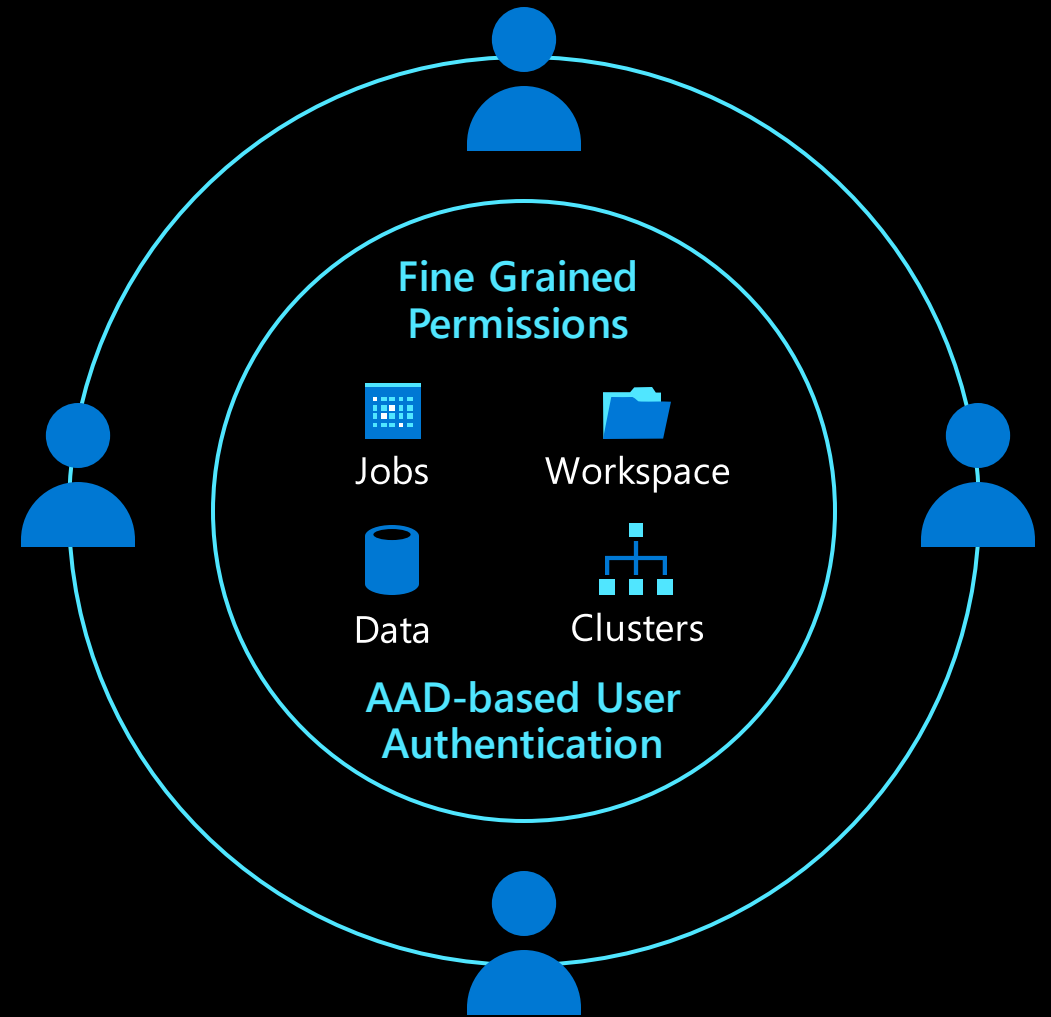 Fine Grained
Permissions
Jobs
Workspace
Data
Clusters
AAD-based User
Authentication